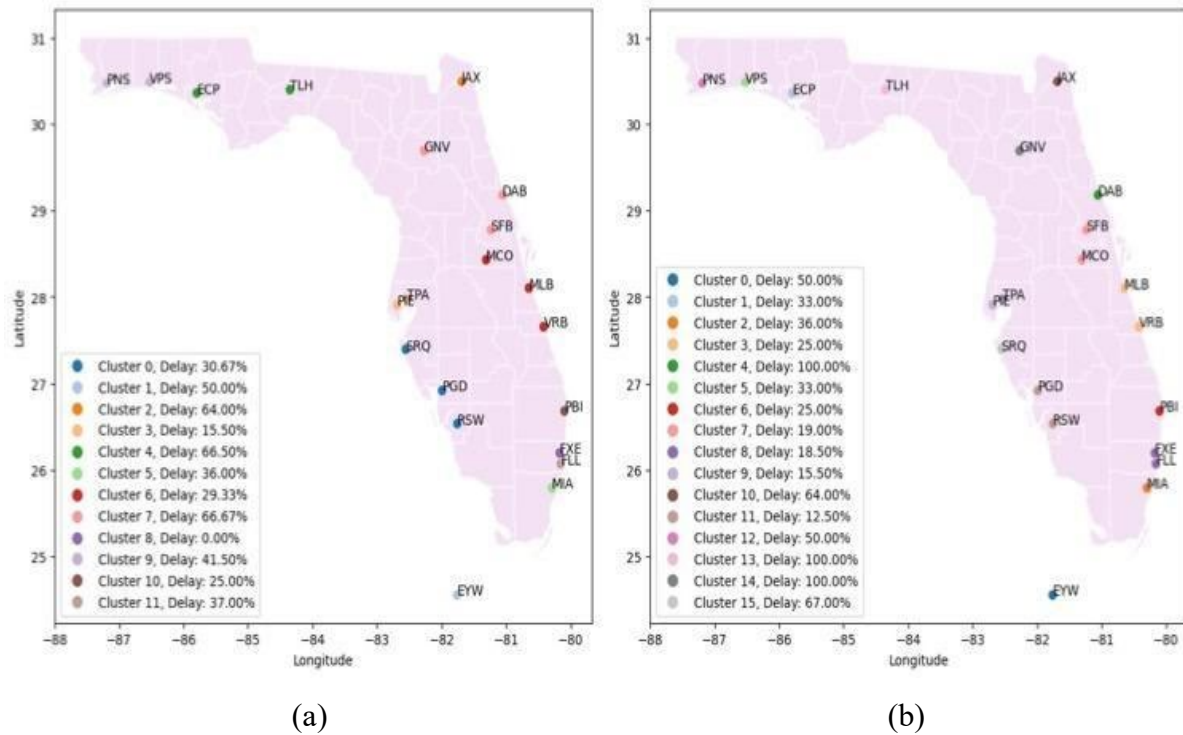 31
30
29
28
27
26
25
Latitude
PNS
VPS
ECP
TLH
JAX
GNV
DAB
SFB
MCO
MLB
TPA
PIE
VRB
SRQ
PGD
RSW
PBI
FXE
FLL
MIA
EYW
Cluster 0, Delay: 30.67%
Cluster 1, Delay: 50.00%
Cluster 2, Delay: 64.00%
Cluster 3, Delay: 15.50%
Cluster 4, Delay: 66.50%
Cluster 5, Delay: 36.00%
Cluster 6, Delay: 29.33%
Cluster 7, Delay: 66.67%
Cluster 8, Delay: 0.00%
Cluster 9, Delay: 41.50%
Cluster 10, Delay: 25.00%
Cluster 11, Delay: 37.00%
−88 −87 −86 −85 −84 −83 −82 −81 −80
Longitude
(a)
31
30
29
28
27
26
25
Latitude
PNS
VPS
ECP
TLH
JAX
GNV
DAB
SFB
MCO
MLB
TPA
PIE
VRB
SRQ
PGD
RSW
PBI
FXE
FLL
MIA
EYW
Cluster 0, Delay: 50.00%
Cluster 1, Delay: 33.00%
Cluster 2, Delay: 36.00%
Cluster 3, Delay: 25.00%
Cluster 4, Delay: 100.00%
Cluster 5, Delay: 33.00%
Cluster 6, Delay: 25.00%
Cluster 7, Delay: 19.00%
Cluster 8, Delay: 18.50%
Cluster 9, Delay: 15.50%
Cluster 10, Delay: 64.00%
Cluster 11, Delay: 12.50%
Cluster 12, Delay: 50.00%
Cluster 13, Delay: 100.00%
Cluster 14, Delay: 100.00%
Cluster 15, Delay: 67.00%
−88 −87 −86 −85 −84 −83 −82 −81 −80
Longitude
(b)